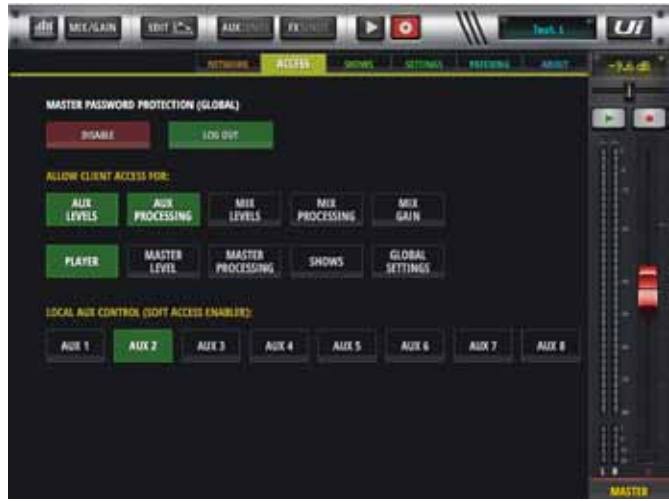 MIX/GAIN EDIT AUX SENDS FX SENDS Test. 1 Ui
NETWORK ACCESS SHOWS SETTINGS PATCHING ABOUT
MASTER PASSWORD PROTECTION (GLOBAL)
DISABLE LOG OUT
ALLOW CLIENT ACCESS FOR:
AUX LEVELS AUX PROCESSING MIX LEVELS MIX PROCESSING MIX GAIN
PLAYER MASTER LEVEL MASTER PROCESSING SHOWS GLOBAL SETTINGS
LOCAL AUX CONTROL (SOFT ACCESS ENABLER):
AUX 1 AUX 2 AUX 3 AUX 4 AUX 5 AUX 6 AUX 7 AUX 8
MASTER